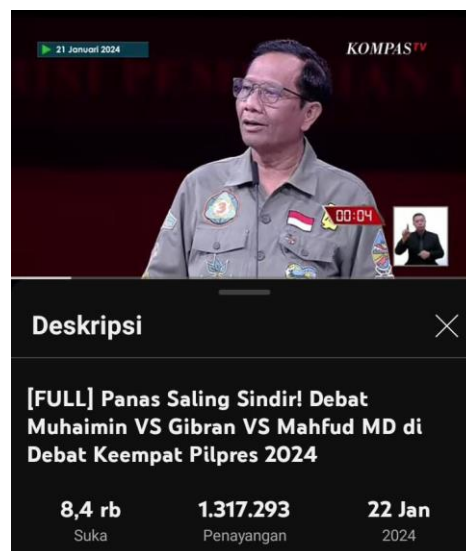 21 Januari 2024
KOMPASTV
3
00:04
Deskripsi
[FULL] Panas Saling Sindir! Debat
Muhaimin VS Gibran VS Mahfud MD di
Debat Keempat Pilpres 2024
8,4 rb 1.317.293 22 Jan
Suka Penayangan 2024